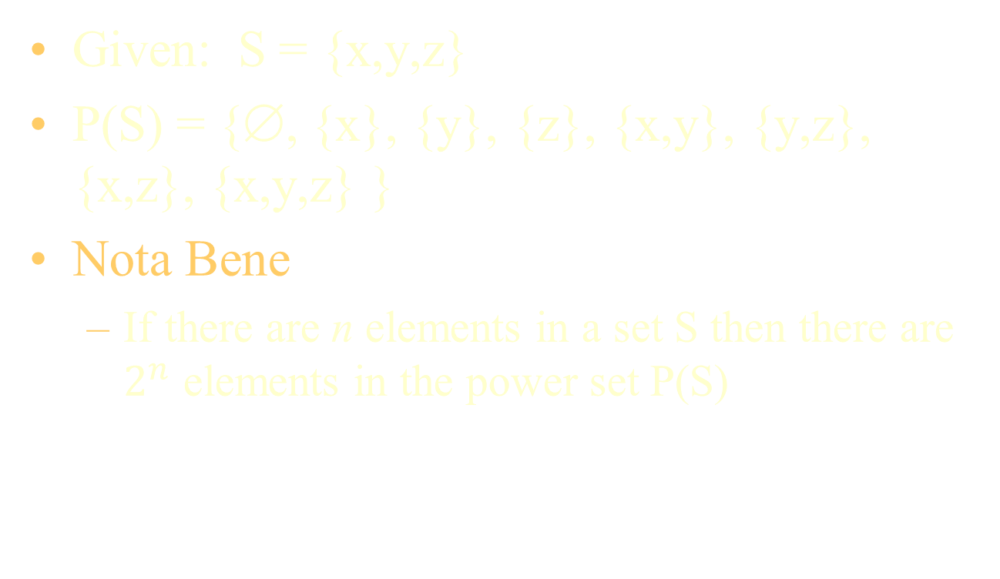 • Given:  S = {x,y,z}
• P(S) = {∅, {x}, {y}, {z}, {x,y}, {y,z},
{x,z}, {x,y,z} }
• Nota Bene
– If there are n elements in a set S then there are
2ⁿ elements in the power set P(S)